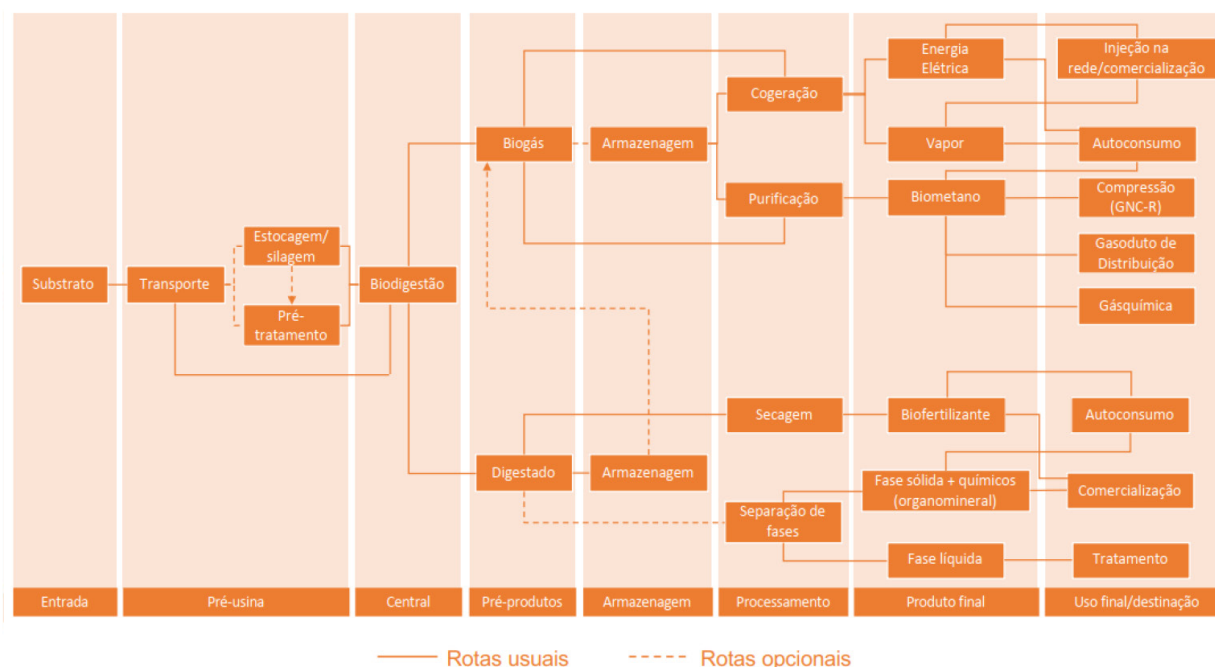 Substrato
Transporte
Estocagem/
silagem
Pré-
tratamento
Biodigestão
Biogás
Digestado
Armazenagem
Armazenagem
Cogeração
Purificação
Secagem
Separação de
fases
Energia
Elétrica
Vapor
Biometano
Biofertilizante
Fase sólida + químicos
(organomineral)
Fase líquida
Injeção na
rede/comercialização
Autoconsumo
Compressão
(GNC-R)
Gasoduto de
Distribuição
Gásquímica
Autoconsumo
Comercialização
Tratamento
Entrada
Pré-usina
Central
Pré-produtos
Armazenagem
Processamento
Produto final
Uso final/destinação
Rotas usuais
Rotas opcionais